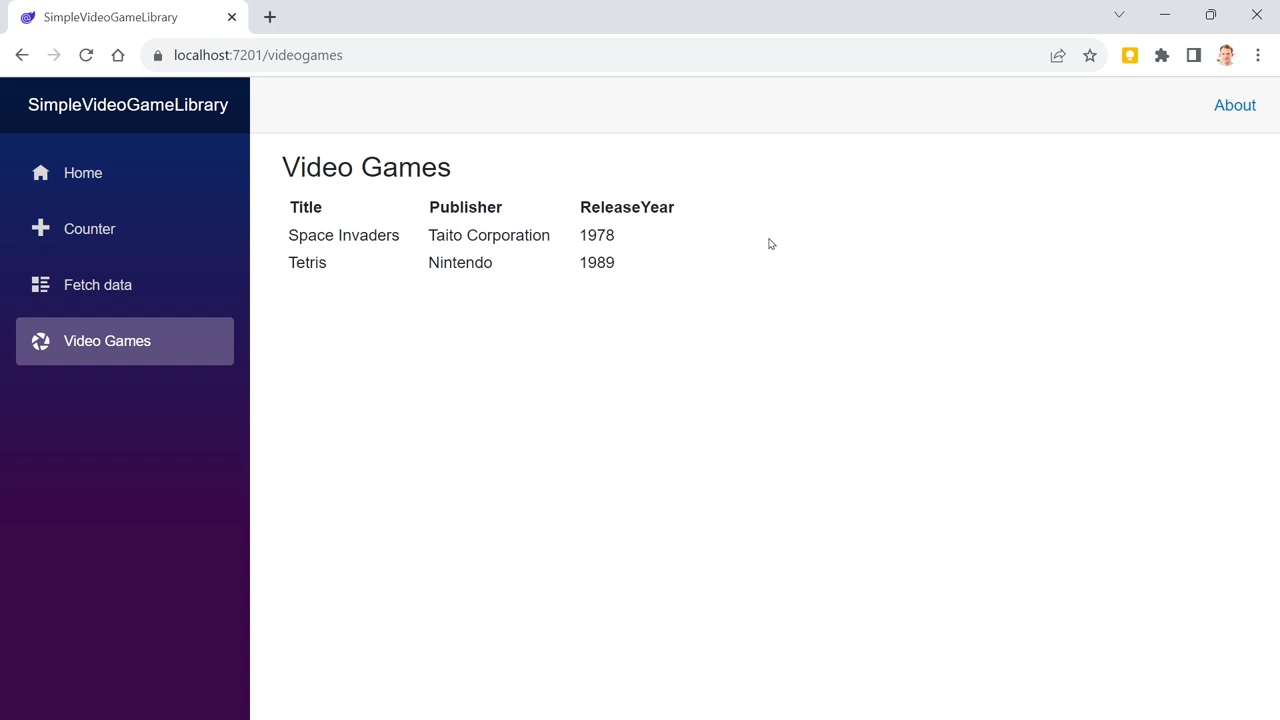 SimpleVideoGameLibrary
localhost:7201/videogames
SimpleVideoGameLibrary
About
Home
Counter
Fetch data
Video Games
Video Games
Title Publisher ReleaseYear
Space Invaders Taito Corporation 1978
Tetris Nintendo 1989